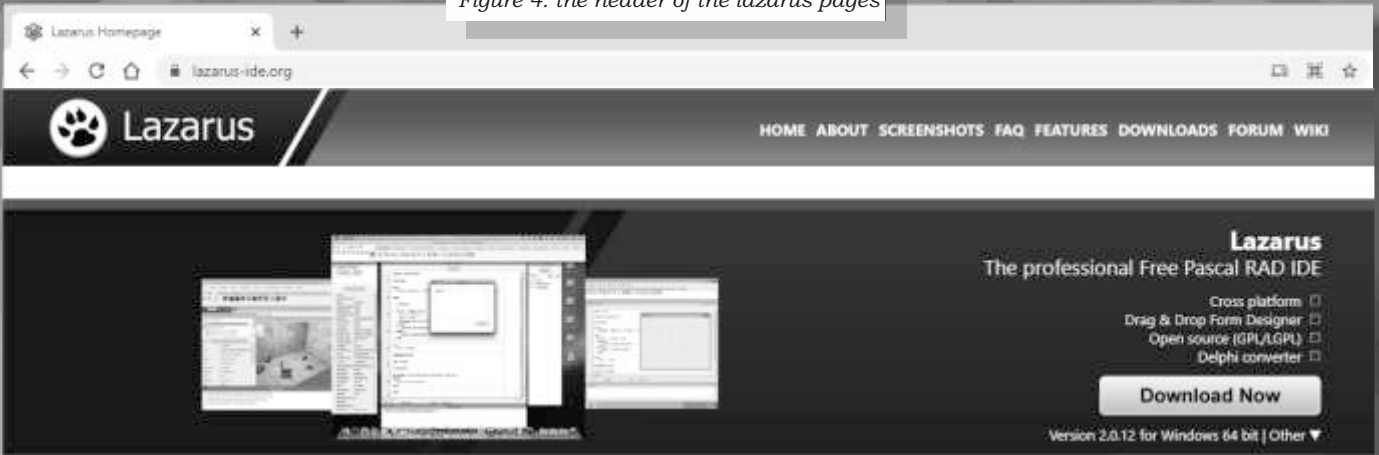 Figure 4: the header of the lazarus pages
Lazarus Homepage
lazarus-ide.org
Lazarus
HOME ABOUT SCREENSHOTS FAQ FEATURES DOWNLOADS FORUM WIKI
Lazarus
The professional Free Pascal RAD IDE
Cross platform
Drag & Drop Form Designer
Open source (GPL/LGPL)
Delphi converter
Download Now
Version 2.0.12 for Windows 64 bit | Other ▼